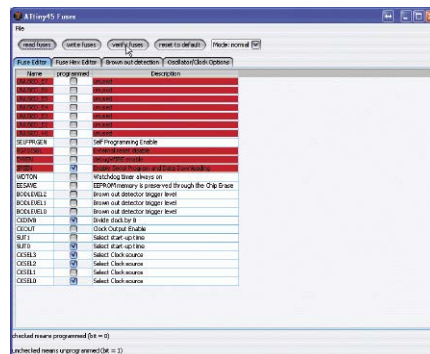 ATtiny45 Fuses
File
read fuses write fuses verify fuses reset to default Mode: normal
Fuse Editor Fuse Hex Editor Brown out detection Oscillator/Clock Options
Name programmed Description
unused
unused
unused
unused
unused
unused
unused
SELFPRGEN Self Programming Enable
RSTDISBL External reset disable
DWEN DebugWIRE enable
SPIEN Enable Serial Program and Data Downloading
WDTON Watchdog timer always on
EESAVE EEPROM memory is preserved through the Chip Erase
BODLEVEL2 Brown out detector trigger level
BODLEVEL1 Brown out detector trigger level
BODLEVEL0 Brown out detector trigger level
CKDIV8 Divide clock by 8
CKOUT Clock Output Enable
SUT1 Select start-up time
SUT0 Select start-up time
CKSEL3 Select Clock source
CKSEL2 Select Clock source
CKSEL1 Select Clock source
CKSEL0 Select Clock source
checked means programmed (bit = 0)
unchecked means unprogrammed (bit = 1)